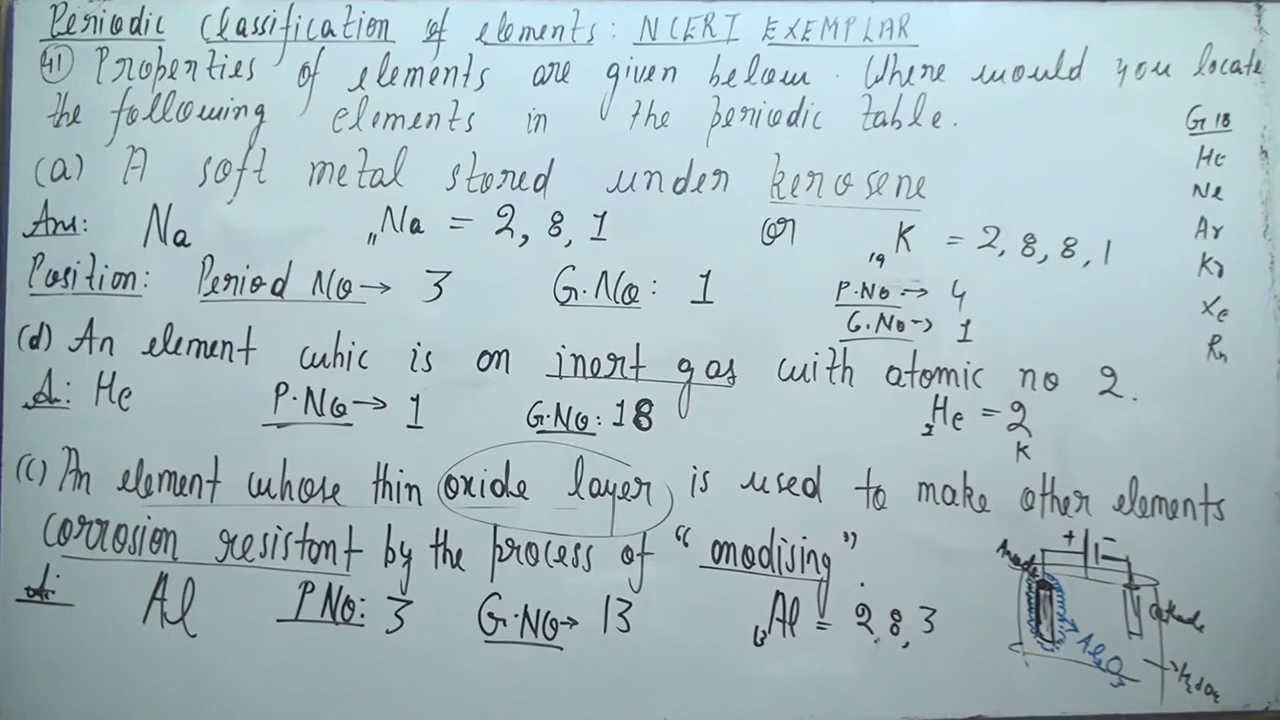 Periodic Classification of elements: NCERI EXEMPLAR
41 Properties of elements are given below. Where would you locate
the following elements in the periodic table.
(a) A soft metal stored under kerosene
Ans: Na ₁₁Na = 2, 8, 1 or ₁₉K = 2, 8, 8, 1
Position: Period No → 3 G.No: 1
P.No → 4
G.No → 1
G 18
He
Ne
Ar
Kr
Xe
Rn
(d) An element whic is on inert gas with atomic no 2.
A: He P.No → 1 G.No: 18 ₂He = 2
K
(c) An element whose thin oxide layer is used to make other elements
corrosion resistant by the process of "anodising".
A: Al P No: 3 G.No → 13 ₁₃Al = 2, 8, 3
+ -
Anode
Cathode
Al₂O₃